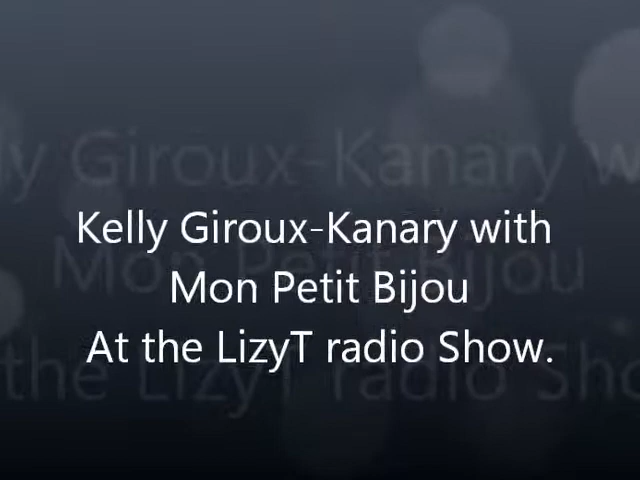 Kelly Giroux-Kanary with
Mon Petit Bijou
At the LizyT radio Show.